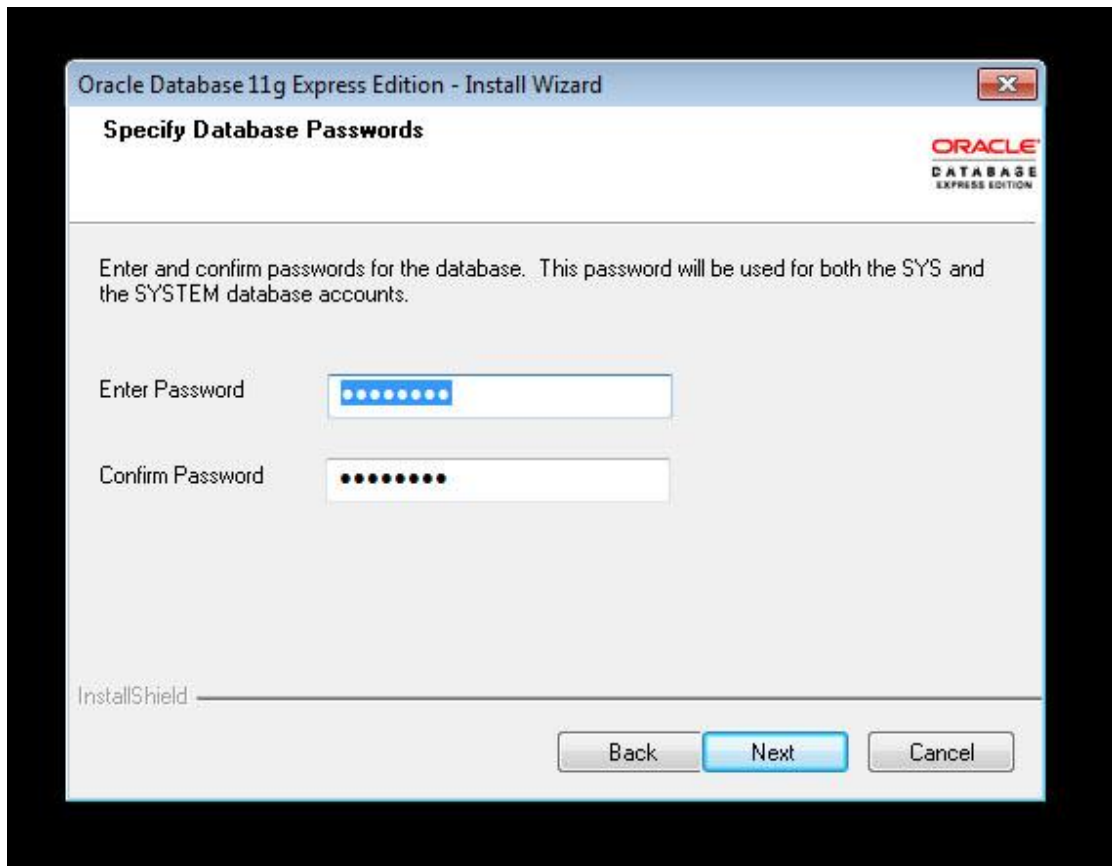 Oracle Database 11g Express Edition - Install Wizard
Specify Database Passwords
ORACLE
DATABASE
EXPRESS EDITION
Enter and confirm passwords for the database. This password will be used for both the SYS and
the SYSTEM database accounts.
Enter Password
Confirm Password
InstallShield
Back Next Cancel